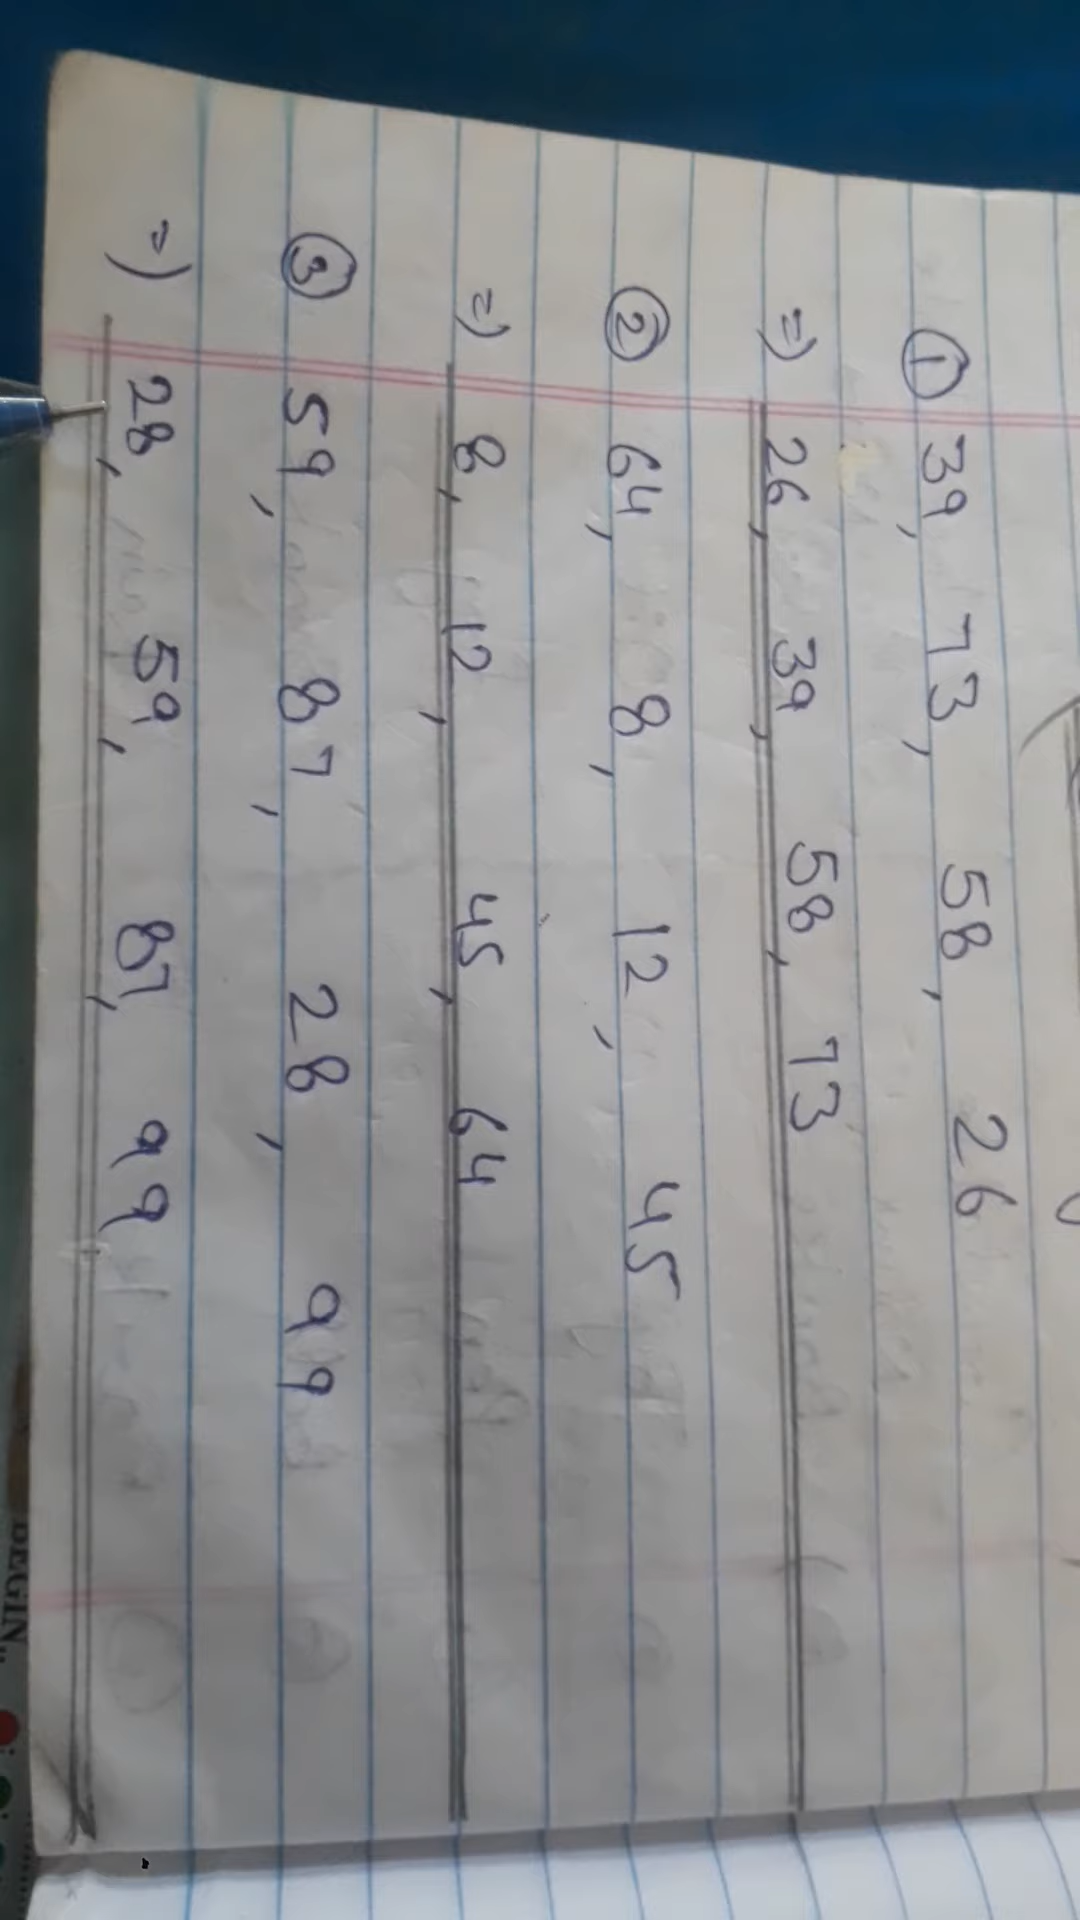 ① 39, 73, 58, 26
=) 26, 39, 58, 73
② 64, 8, 12, 45
=) 8, 12, 45, 64
③ 59, 87, 28, 99
=) 28, 59, 87, 99
BEGIN